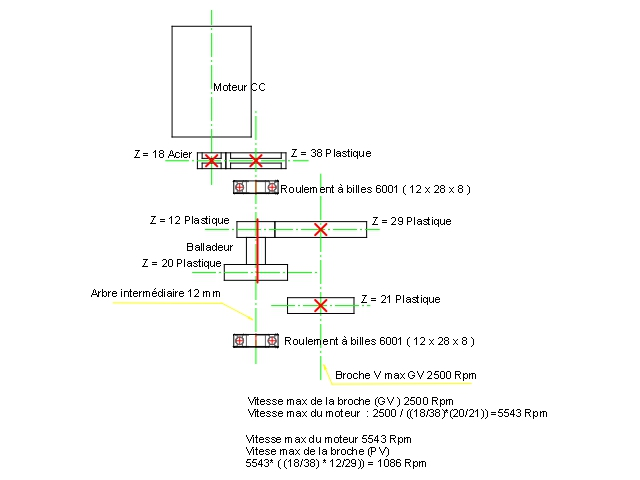 Moteur CC
Z = 18 Acier
Z = 38 Plastique
Roulement à billes 6001 ( 12 x 28 x 8 )
Z = 12 Plastique
Z = 29 Plastique
Balladeur
Z = 20 Plastique
Arbre intermédiaire 12 mm
Z = 21 Plastique
Roulement à billes 6001 ( 12 x 28 x 8 )
Broche V max GV 2500 Rpm
Vitesse max de la broche (GV ) 2500 Rpm
Vitesse max du moteur : 2500 / ((18/38)*(20/21)) =5543 Rpm
Vitesse max du moteur 5543 Rpm
Vitese max de la broche (PV)
5543* ( (18/38) * 12/29)) = 1086 Rpm